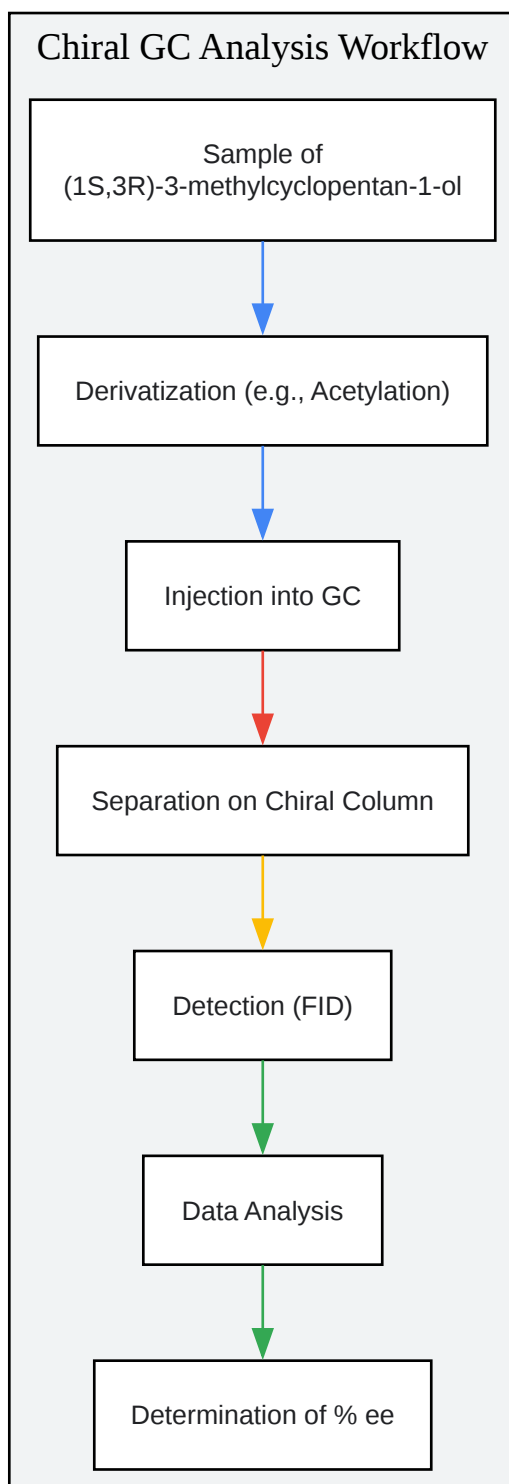 Chiral GC Analysis Workflow
Sample of
(1S,3R)-3-methylcyclopentan-1-ol
Derivatization (e.g., Acetylation)
Injection into GC
Separation on Chiral Column
Detection (FID)
Data Analysis
Determination of % ee